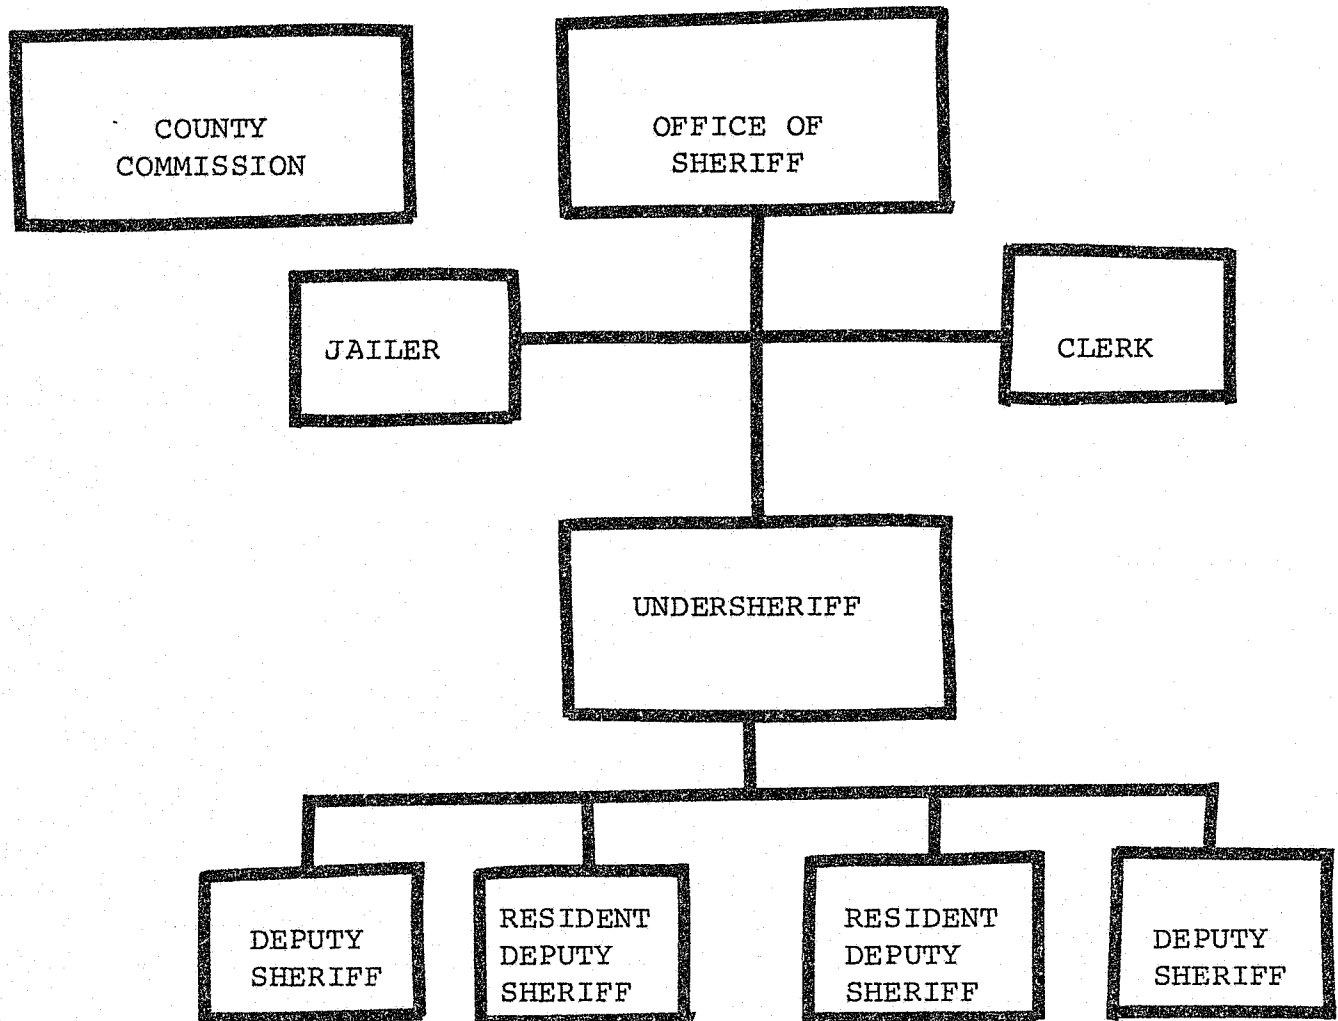 COUNTY
COMMISSION
OFFICE OF
SHERIFF
JAILER
CLERK
UNDERSHERIFF
DEPUTY
SHERIFF
RESIDENT
DEPUTY
SHERIFF
RESIDENT
DEPUTY
SHERIFF
DEPUTY
SHERIFF